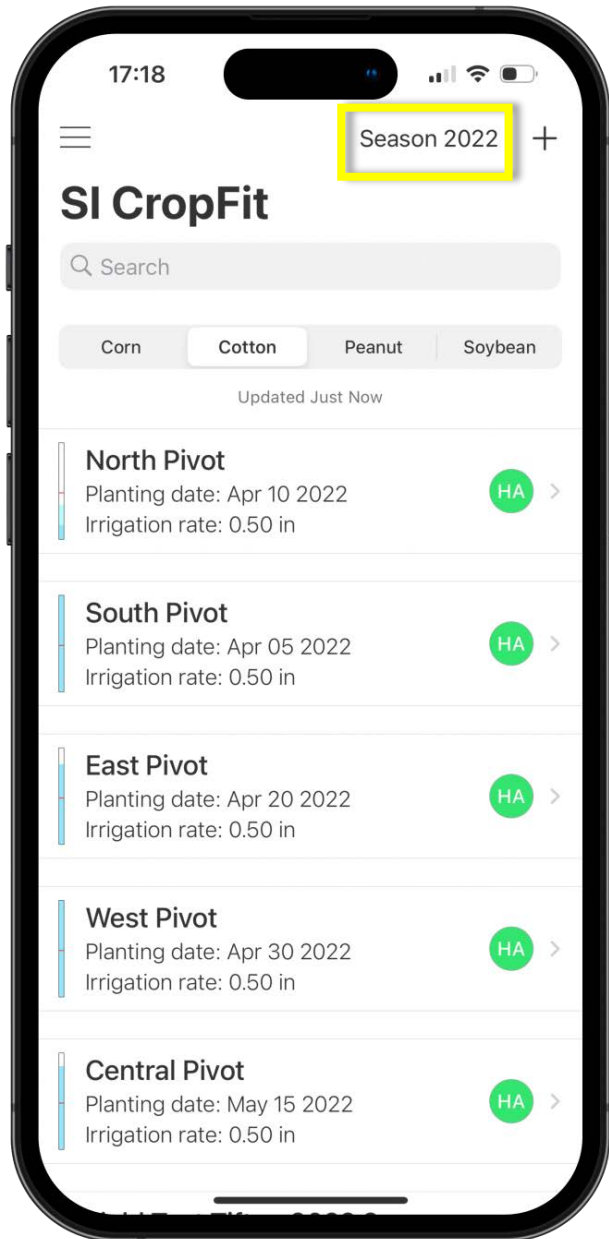 17:18
Season 2022
SI CropFit
Search
Corn Cotton Peanut Soybean
Updated Just Now
North Pivot
Planting date: Apr 10 2022
HA
Irrigation rate: 0.50 in
South Pivot
Planting date: Apr 05 2022
HA
Irrigation rate: 0.50 in
East Pivot
Planting date: Apr 20 2022
HA
Irrigation rate: 0.50 in
West Pivot
Planting date: Apr 30 2022
HA
Irrigation rate: 0.50 in
Central Pivot
Planting date: May 15 2022
HA
Irrigation rate: 0.50 in